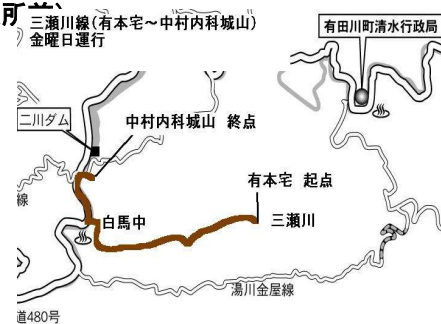 所前）
三瀬川線(有本宅～中村内科城山)
金曜日運行
有田川町清水行政局
二川ダム
中村内科城山 終点
有本宅 起点
線
白馬中
三瀬川
湯川金屋線
道480号